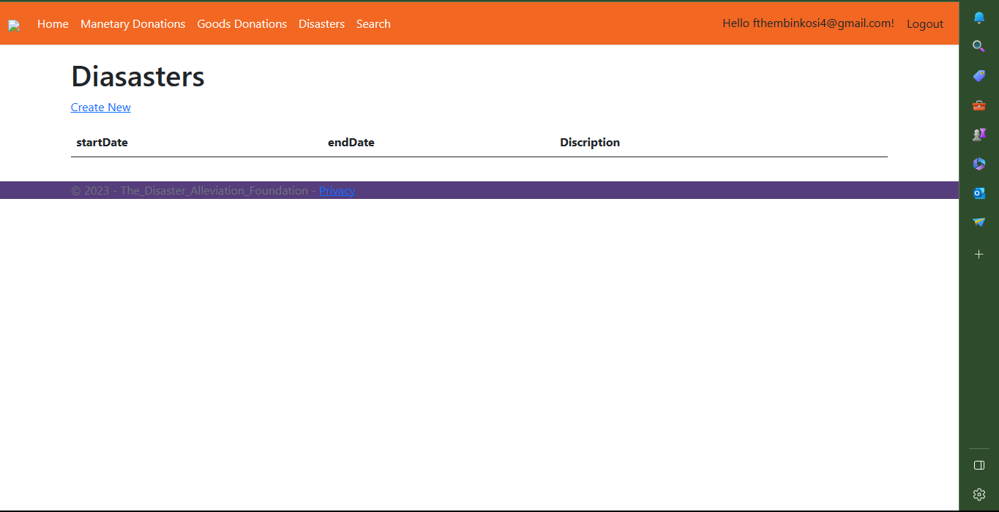 Home Manetary Donations Goods Donations Disasters Search Hello fthembinkosi4@gmail.com! Logout
Diasasters
Create New
startDate endDate Discription
© 2023 - The_Disaster_Alleviation_Foundation - Privacy